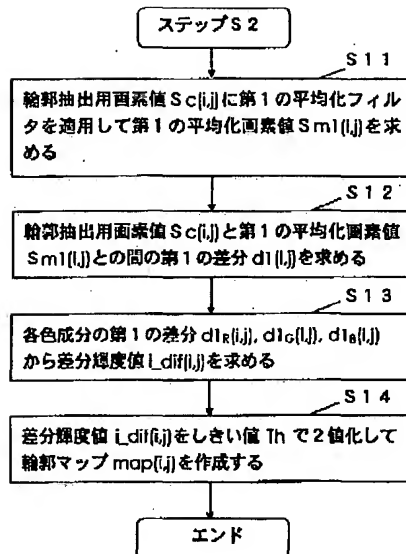 ステップS2
S11
輪郭抽出用画素値Sc(i,j)に第1の平均化フィル
タを適用して第1の平均化画素値Sm1(i,j)を求
める
S12
輪郭抽出用画素値Sc(i,j)と第1の平均化画素値
Sm1(i,j)との間の第1の差分d1(i,j)を求める
S13
各色成分の第1の差分d1R(i,j), d1G(i,j), d1B(i,j)
から差分輝度値i_dif(i,j)を求める
S14
差分輝度値i_dif(i,j)をしきい値Thで2値化して
輪郭マップmap(i,j)を作成する
エンド